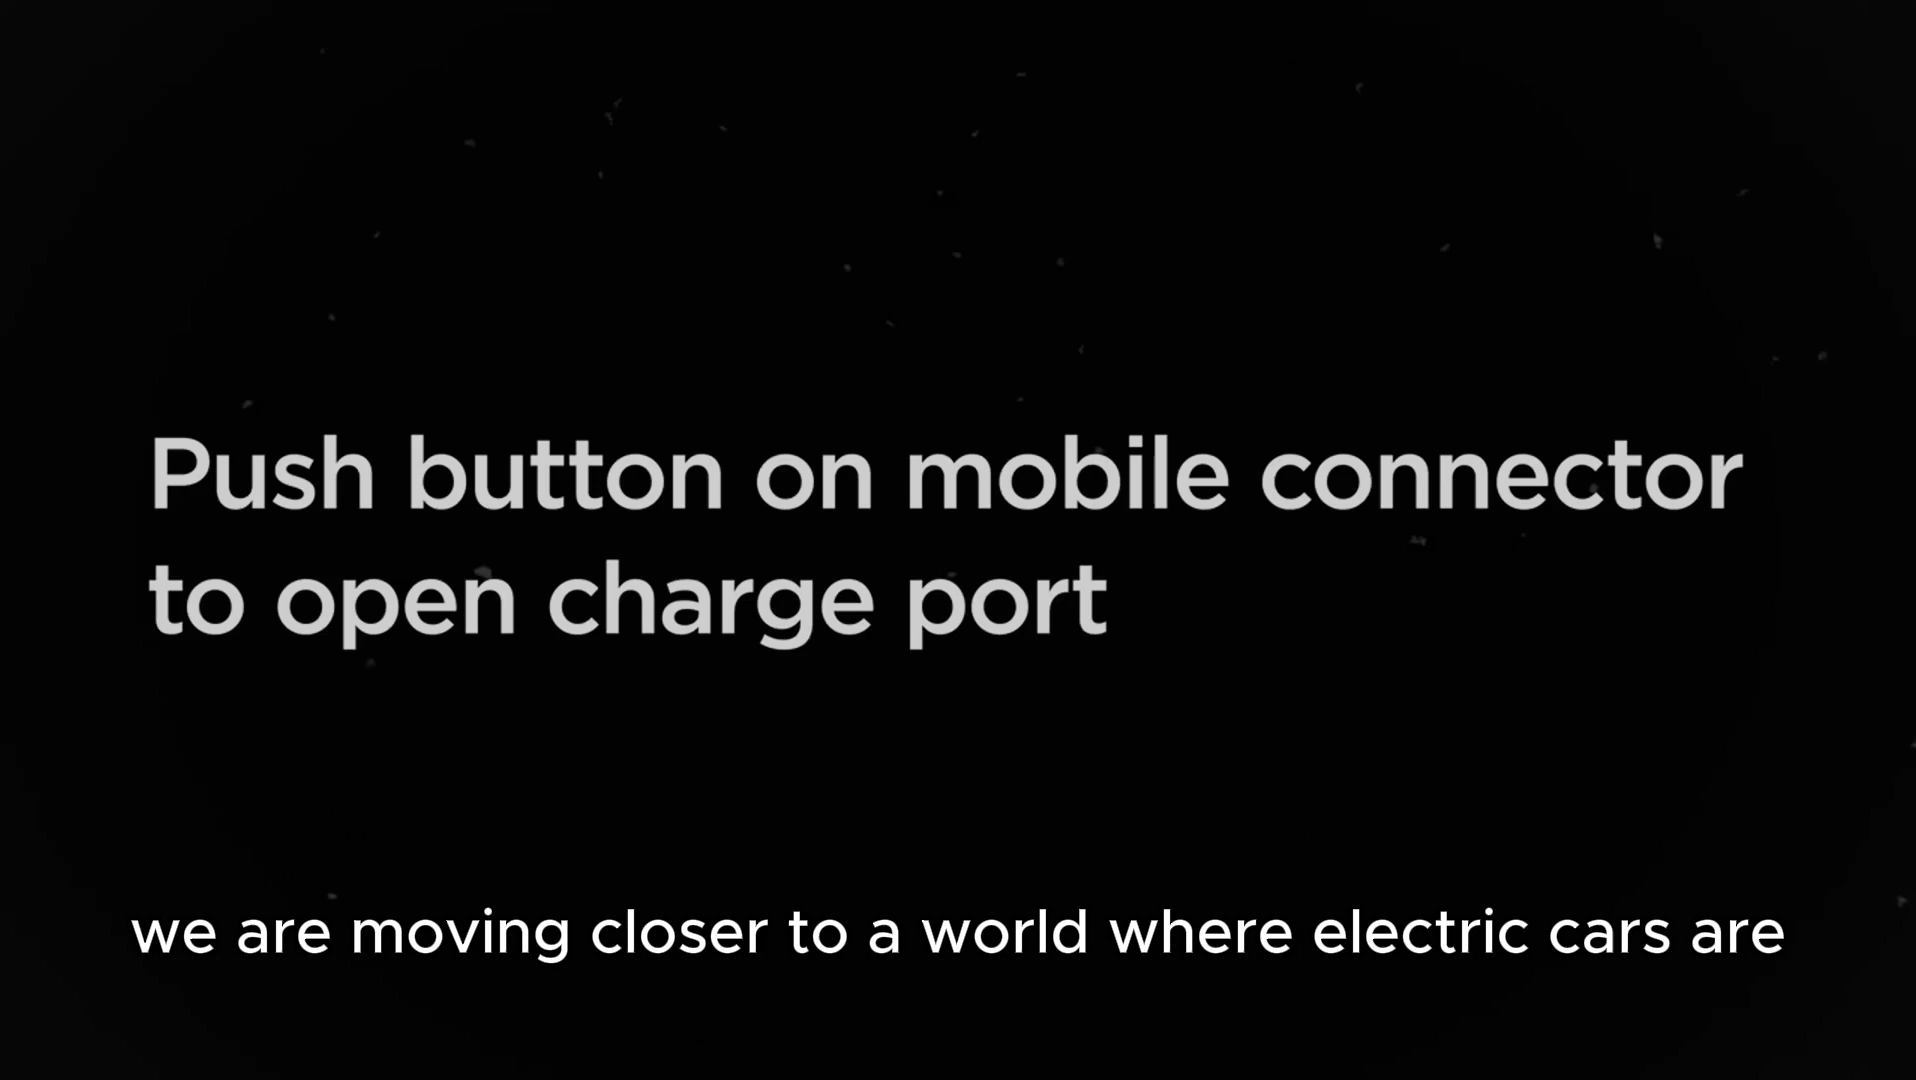 Push button on mobile connector
to open charge port
we are moving closer to a world where electric cars are